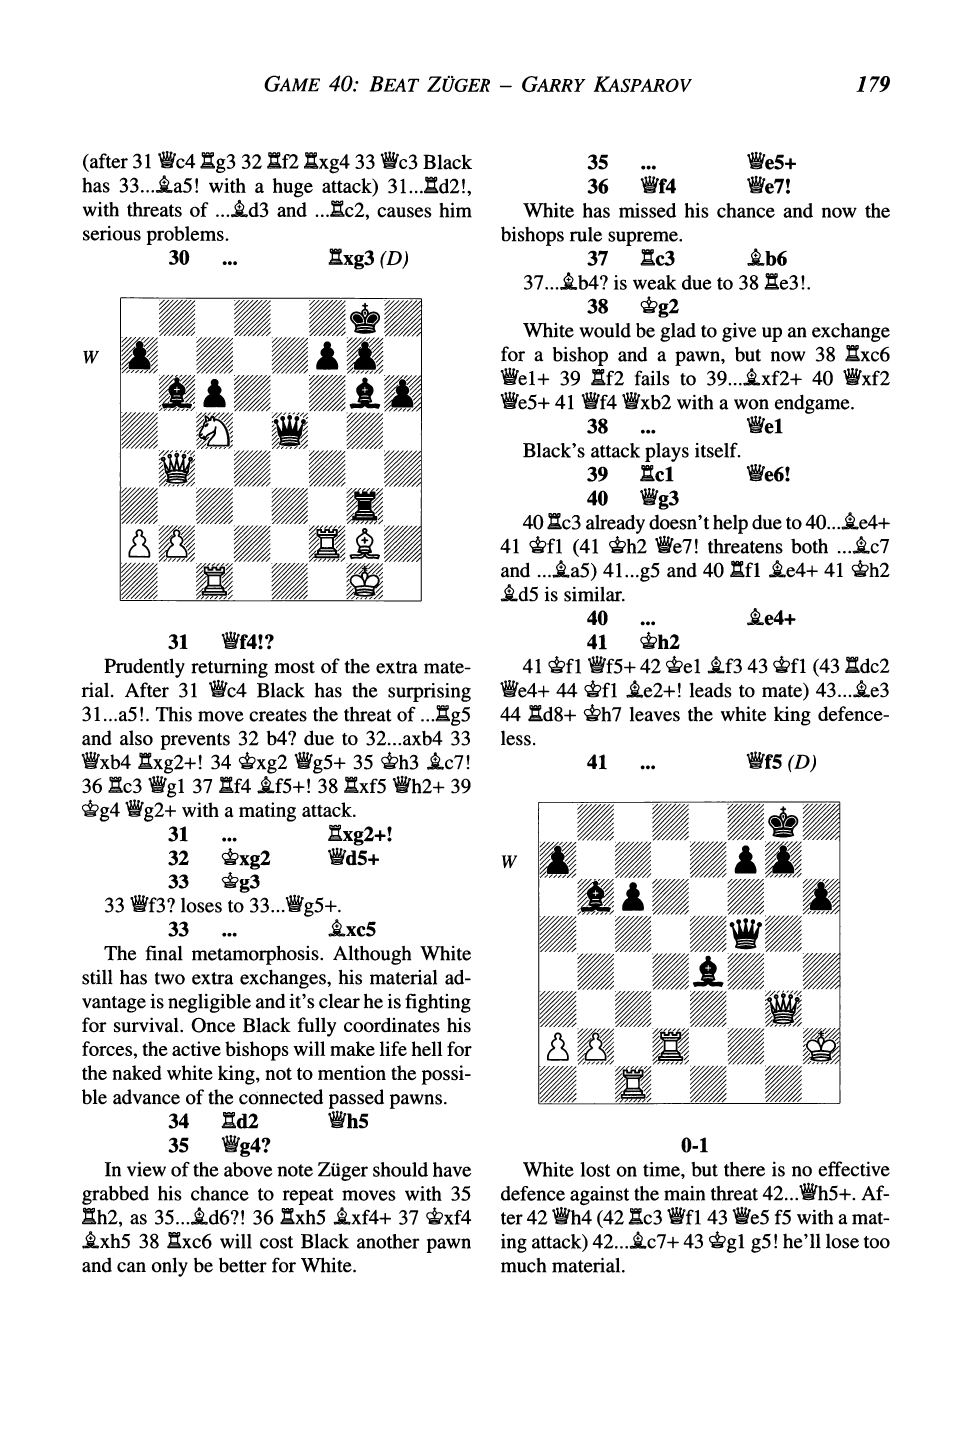 GAME 40: BEAT ZÜGER – GARRY KASPAROV 179
(after 31 ♕c4 ♖g3 32 ♖f2 ♖xg4 33 ♕c3 Black
has 33...♗a5! with a huge attack) 31...♖d2!,
with threats of ...♗d3 and ...♖c2, causes him
serious problems.
30 ... ♖xg3 (D)
W
31 ♕f4!?
Prudently returning most of the extra mate-
rial. After 31 ♕c4 Black has the surprising
31...a5!. This move creates the threat of ...♖g5
and also prevents 32 b4? due to 32...axb4 33
♕xb4 ♖xg2+! 34 ♔xg2 ♕g5+ 35 ♔h3 ♗c7!
36 ♖c3 ♕g1 37 ♖f4 ♗f5+! 38 ♖xf5 ♕h2+ 39
♔g4 ♕g2+ with a mating attack.
31 ... ♖xg2+!
32 ♔xg2 ♕d5+
33 ♔g3
33 ♕f3? loses to 33...♕g5+.
33 ... ♗xc5
The final metamorphosis. Although White
still has two extra exchanges, his material ad-
vantage is negligible and it's clear he is fighting
for survival. Once Black fully coordinates his
forces, the active bishops will make life hell for
the naked white king, not to mention the possi-
ble advance of the connected passed pawns.
34 ♖d2 ♕h5
35 ♕g4?
In view of the above note Züger should have
grabbed his chance to repeat moves with 35
♖h2, as 35...♗d6?! 36 ♖xh5 ♗xf4+ 37 ♔xf4
♗xh5 38 ♖xc6 will cost Black another pawn
and can only be better for White.
35 ... ♕e5+
36 ♕f4 ♕e7!
White has missed his chance and now the
bishops rule supreme.
37 ♖c3 ♗b6
37...♗b4? is weak due to 38 ♖e3!.
38 ♔g2
White would be glad to give up an exchange
for a bishop and a pawn, but now 38 ♖xc6
♕e1+ 39 ♖f2 fails to 39...♗xf2+ 40 ♕xf2
♕e5+ 41 ♕f4 ♕xb2 with a won endgame.
38 ... ♕e1
Black's attack plays itself.
39 ♖c1 ♕e6!
40 ♕g3
40 ♖c3 already doesn't help due to 40...♗e4+
41 ♔f1 (41 ♔h2 ♕e7! threatens both ...♗c7
and ...♗a5) 41...g5 and 40 ♖f1 ♗e4+ 41 ♔h2
♗d5 is similar.
40 ... ♗e4+
41 ♔h2
41 ♔f1 ♕f5+ 42 ♔e1 ♗f3 43 ♔f1 (43 ♖dc2
♕e4+ 44 ♔f1 ♗e2+! leads to mate) 43...♗e3
44 ♖d8+ ♔h7 leaves the white king defence-
less.
41 ... ♕f5 (D)
W
0-1
White lost on time, but there is no effective
defence against the main threat 42...♕h5+. Af-
ter 42 ♕h4 (42 ♖c3 ♕f1 43 ♕e5 f5 with a mat-
ing attack) 42...♗c7+ 43 ♔g1 g5! he'll lose too
much material.